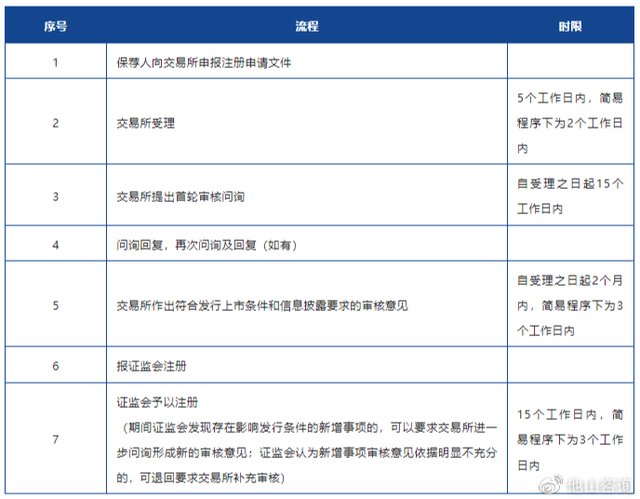 序号 流程 时限
1 保荐人向交易所申报注册申请文件
2 交易所受理 5个工作日内，简易程序下为2个工作日内
3 交易所提出首轮审核问询 自受理之日起15个工作日内
4 问询回复，再次问询及回复（如有）
5 交易所作出符合发行上市条件和信息披露要求的审核意见 自受理之日起2个月内，简易程序下为3个工作日内
6 报证监会注册
7 证监会予以注册
（期间证监会发现存在影响发行条件的新增事项的，可以要求交易所进一
步问询形成新的审核意见；证监会认为新增事项审核意见依据明显不充分
的，可退回要求交易所补充审核）
15个工作日内，简
易程序下为3个工作
日内
他山咨询